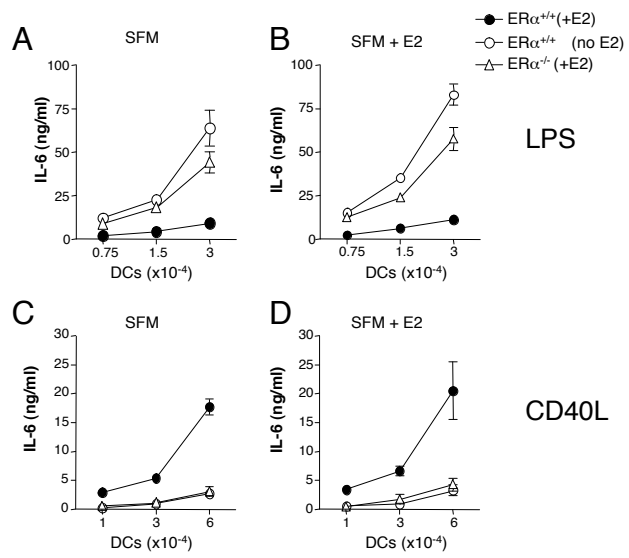 ERα+/+(+E2)
ERα+/+ (no E2)
ERα-/- (+E2)
A
SFM
IL-6 (ng/ml)
100
75
50
25
0
0.75 1.5 3
DCs (x10-4)
B
SFM + E2
IL-6 (ng/ml)
100
75
50
25
0
0.75 1.5 3
DCs (x10-4)
LPS
C
SFM
IL-6 (ng/ml)
30
25
20
15
10
5
0
1 3 6
DCs (x10-4)
D
SFM + E2
IL-6 (ng/ml)
30
25
20
15
10
5
0
1 3 6
DCs (x10-4)
CD40L